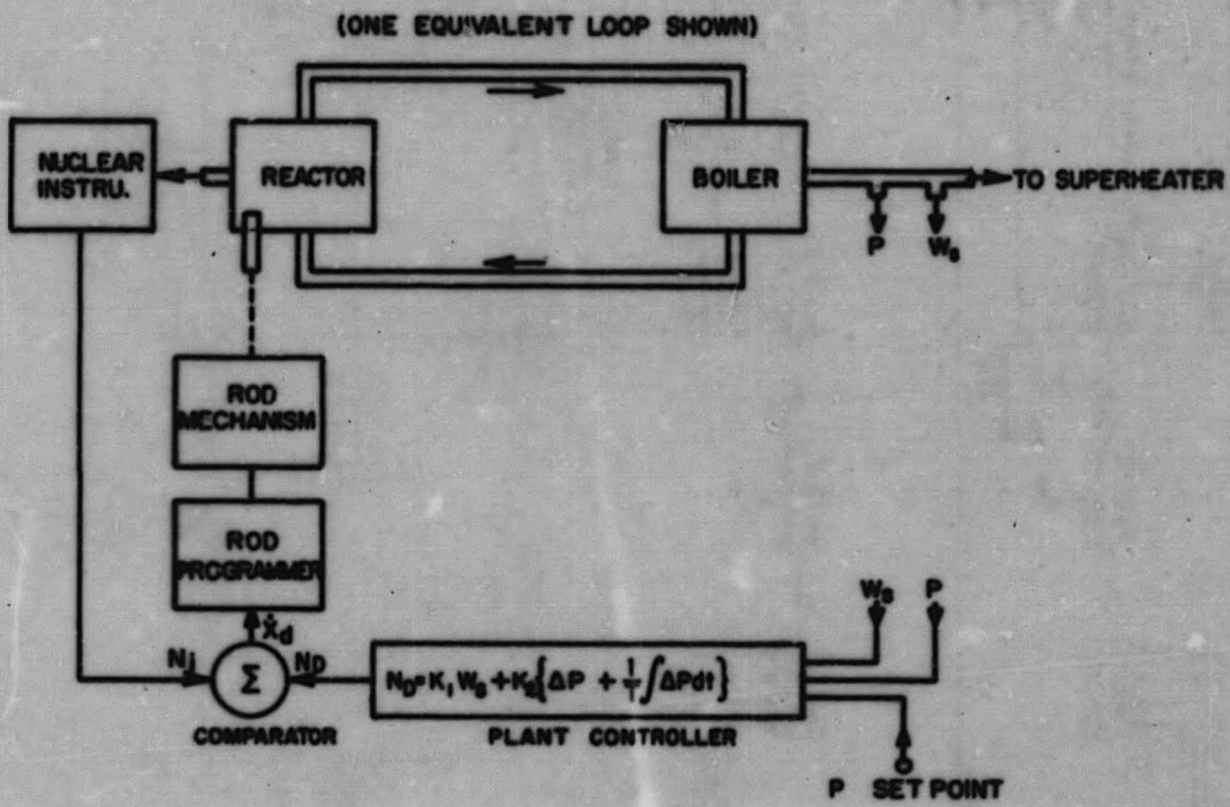 (ONE EQUIVALENT LOOP SHOWN)
NUCLEAR
INSTRU.
REACTOR
BOILER
TO SUPERHEATER
P
Ws
ROD
MECHANISM
ROD
PROGRAMMER
Ẋd
Ws
P
Ni
Σ
ND
ND=K1WS+K2{ΔP + 1/T∫ΔPdt}
COMPARATOR
PLANT CONTROLLER
P SET POINT